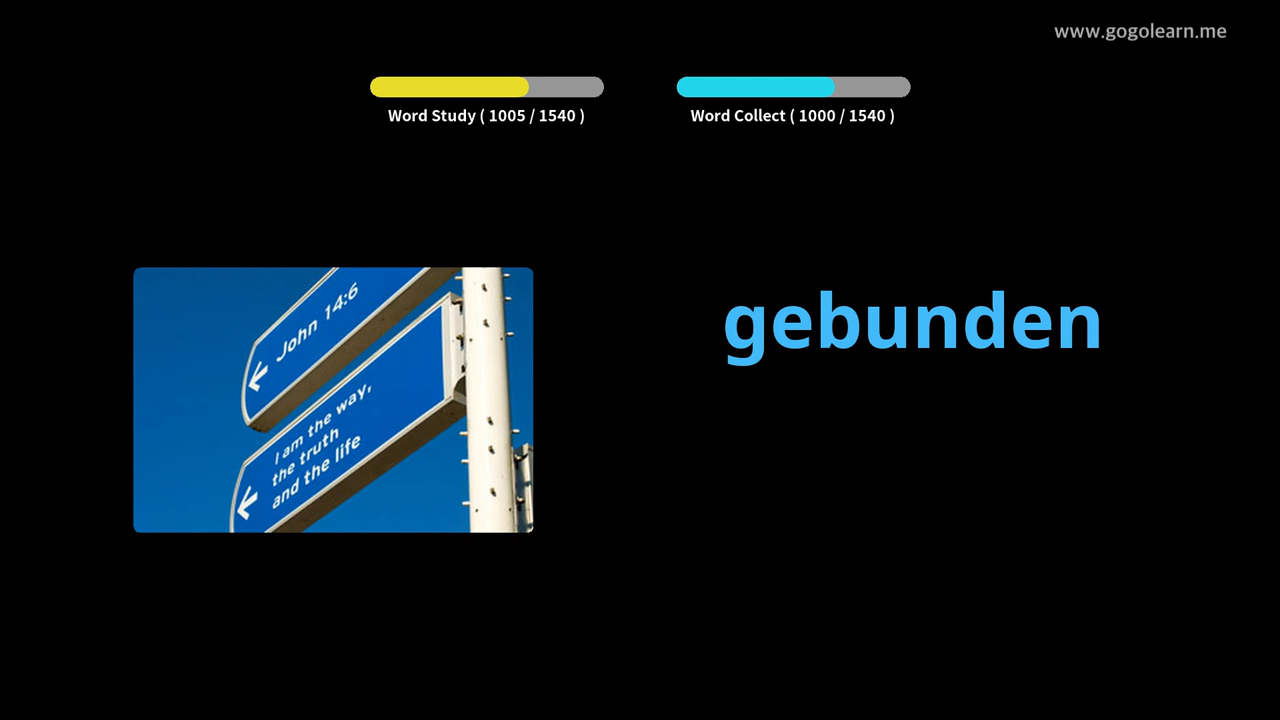 www.gogolearn.me
Word Study ( 1005 / 1540 )
Word Collect ( 1000 / 1540 )
John 14:6
I am the way,
the truth
and the life
gebunden